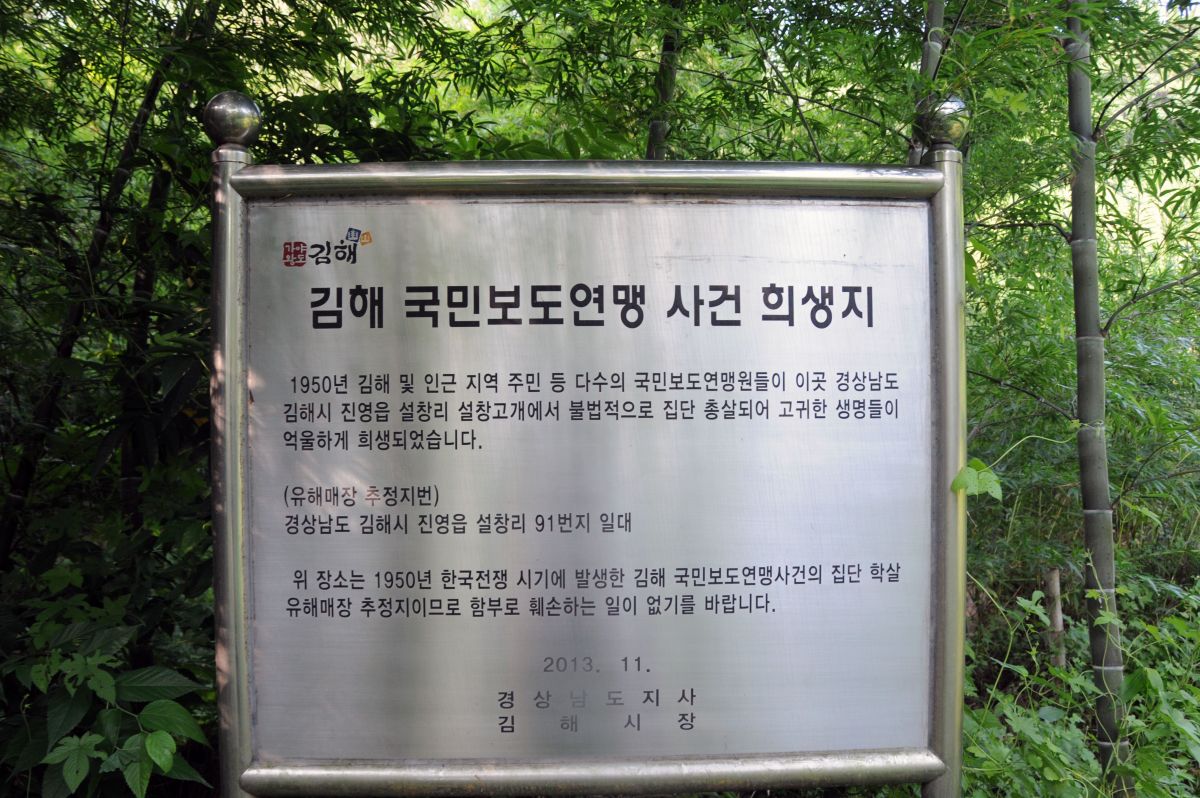 가야
왕도 김해
김해 국민보도연맹 사건 희생지
1950년 김해 및 인근 지역 주민 등 다수의 국민보도연맹원들이 이곳 경상남도
김해시 진영읍 설창리 설창고개에서 불법적으로 집단 총살되어 고귀한 생명들이
억울하게 희생되었습니다.
(유해매장 추정지번)
경상남도 김해시 진영읍 설창리 91번지 일대
위 장소는 1950년 한국전쟁 시기에 발생한 김해 국민보도연맹사건의 집단 학살
유해매장 추정지이므로 함부로 훼손하는 일이 없기를 바랍니다.
2013. 11.
경상남도지사
김해시장